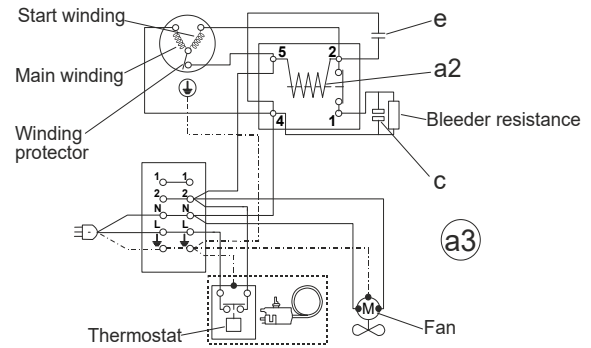 Start winding
e
5 2
a2
Main winding
4 1
Bleeder resistance
Winding
protector
c
1 1
2 2
N N
L L
a3
M
Thermostat
Fan